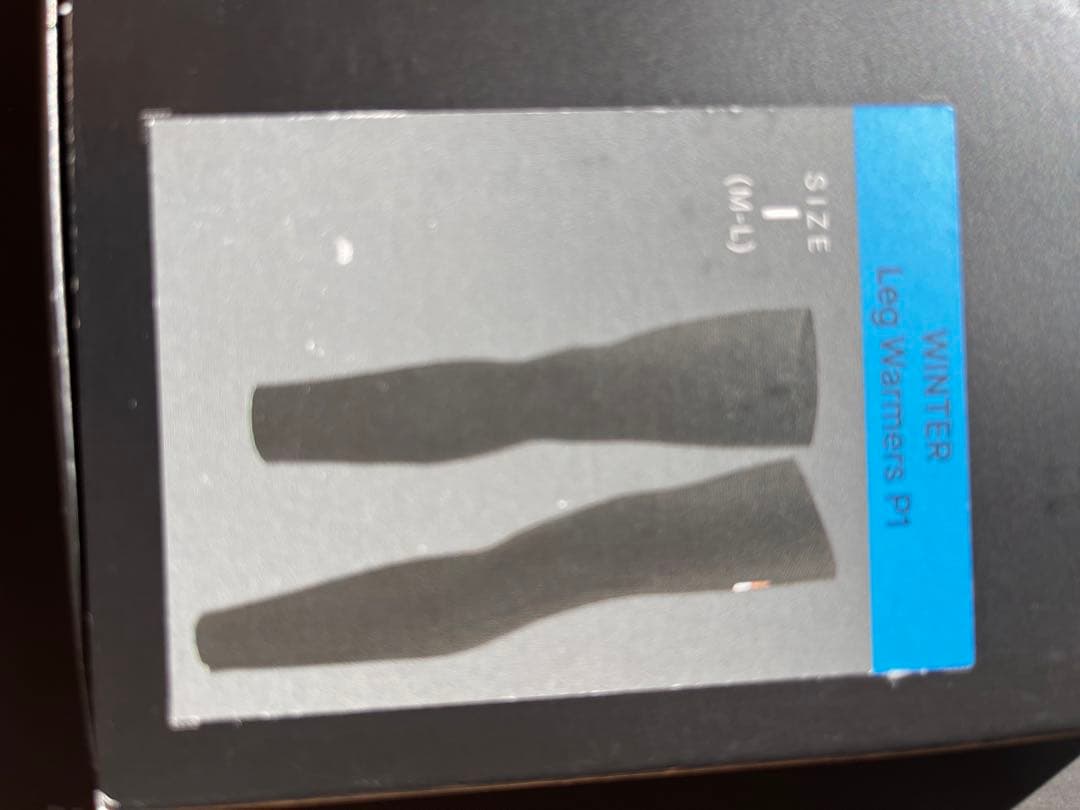 WINTER
Leg Warmers P1
SIZE
I
(M-L)